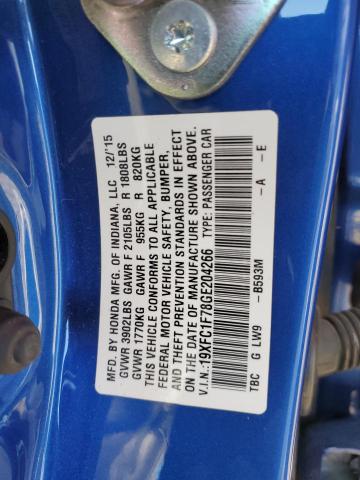 MFD. BY HONDA MFG. OF INDIANA, LLC 12/'15
GVWR 3902LBS GAWR F 2105LBS R 1808LBS
GVWR 1770KG GAWR F 955KG R 820KG
THIS VEHICLE CONFORMS TO ALL APPLICABLE
FEDERAL MOTOR VEHICLE SAFETY, BUMPER,
AND THEFT PREVENTION STANDARDS IN EFFECT
ON THE DATE OF MANUFACTURE SHOWN ABOVE.
V.I.N.:19XFC1F78GE204266 TYPE: PASSENGER CAR
TBC G LW9 -B593M -A -E